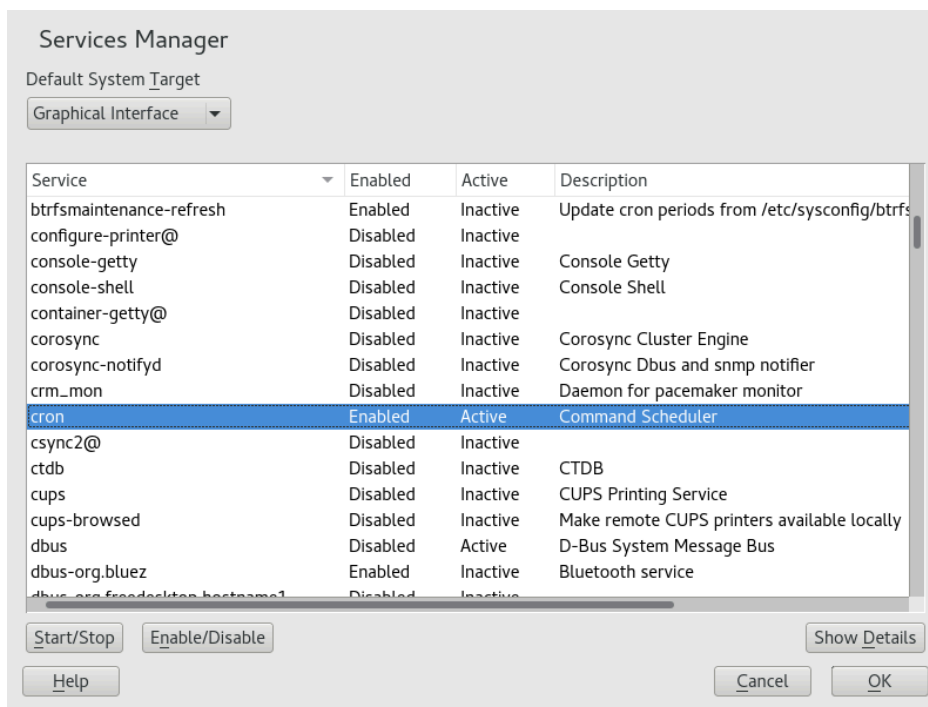 Services Manager
Default System Target
Graphical Interface
Service Enabled Active Description
btrfsmaintenance-refresh Enabled Inactive Update cron periods from /etc/sysconfig/btrfs
configure-printer@ Disabled Inactive
console-getty Disabled Inactive Console Getty
console-shell Disabled Inactive Console Shell
container-getty@ Disabled Inactive
corosync Disabled Inactive Corosync Cluster Engine
corosync-notifyd Disabled Inactive Corosync Dbus and snmp notifier
crm_mon Disabled Inactive Daemon for pacemaker monitor
cron Enabled Active Command Scheduler
csync2@ Disabled Inactive
ctdb Disabled Inactive CTDB
cups Disabled Inactive CUPS Printing Service
cups-browsed Disabled Inactive Make remote CUPS printers available locally
dbus Disabled Active D-Bus System Message Bus
dbus-org.bluez Enabled Inactive Bluetooth service
dbus-org.freedesktop.hostname1 Disabled Inactive
Start/Stop Enable/Disable Show Details
Help Cancel OK